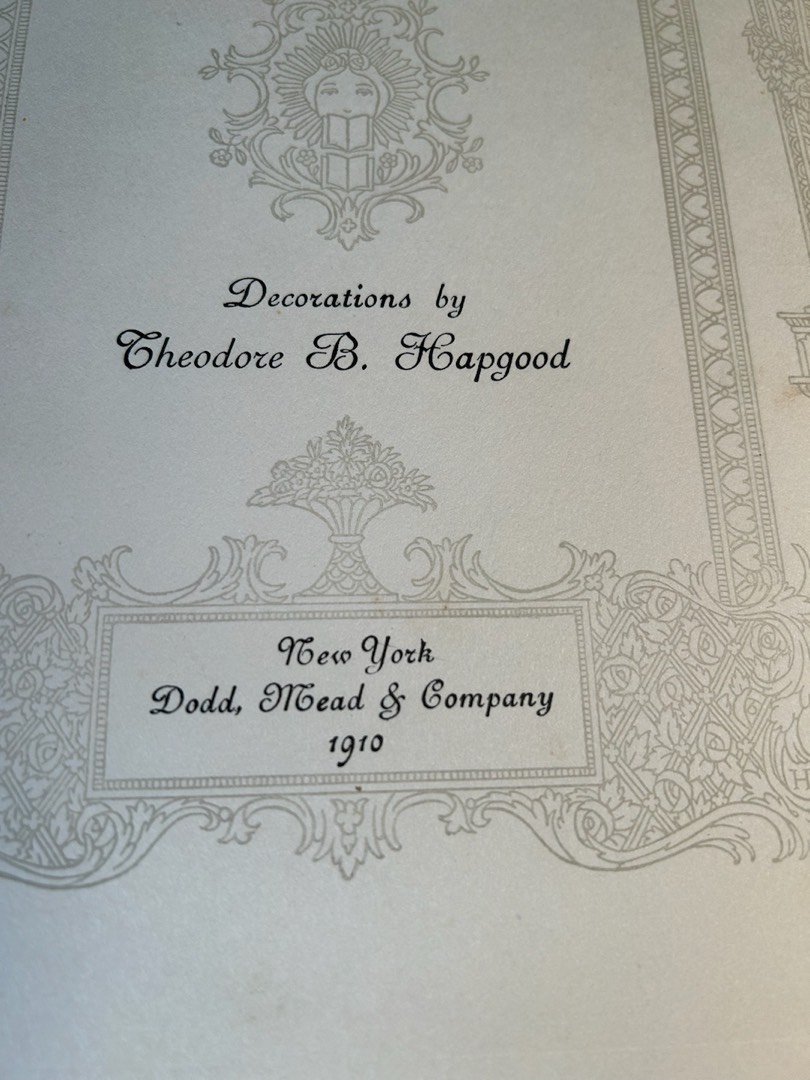 Decorations by
Theodore B. Hapgood
New York
Dodd, Mead & Company
1910